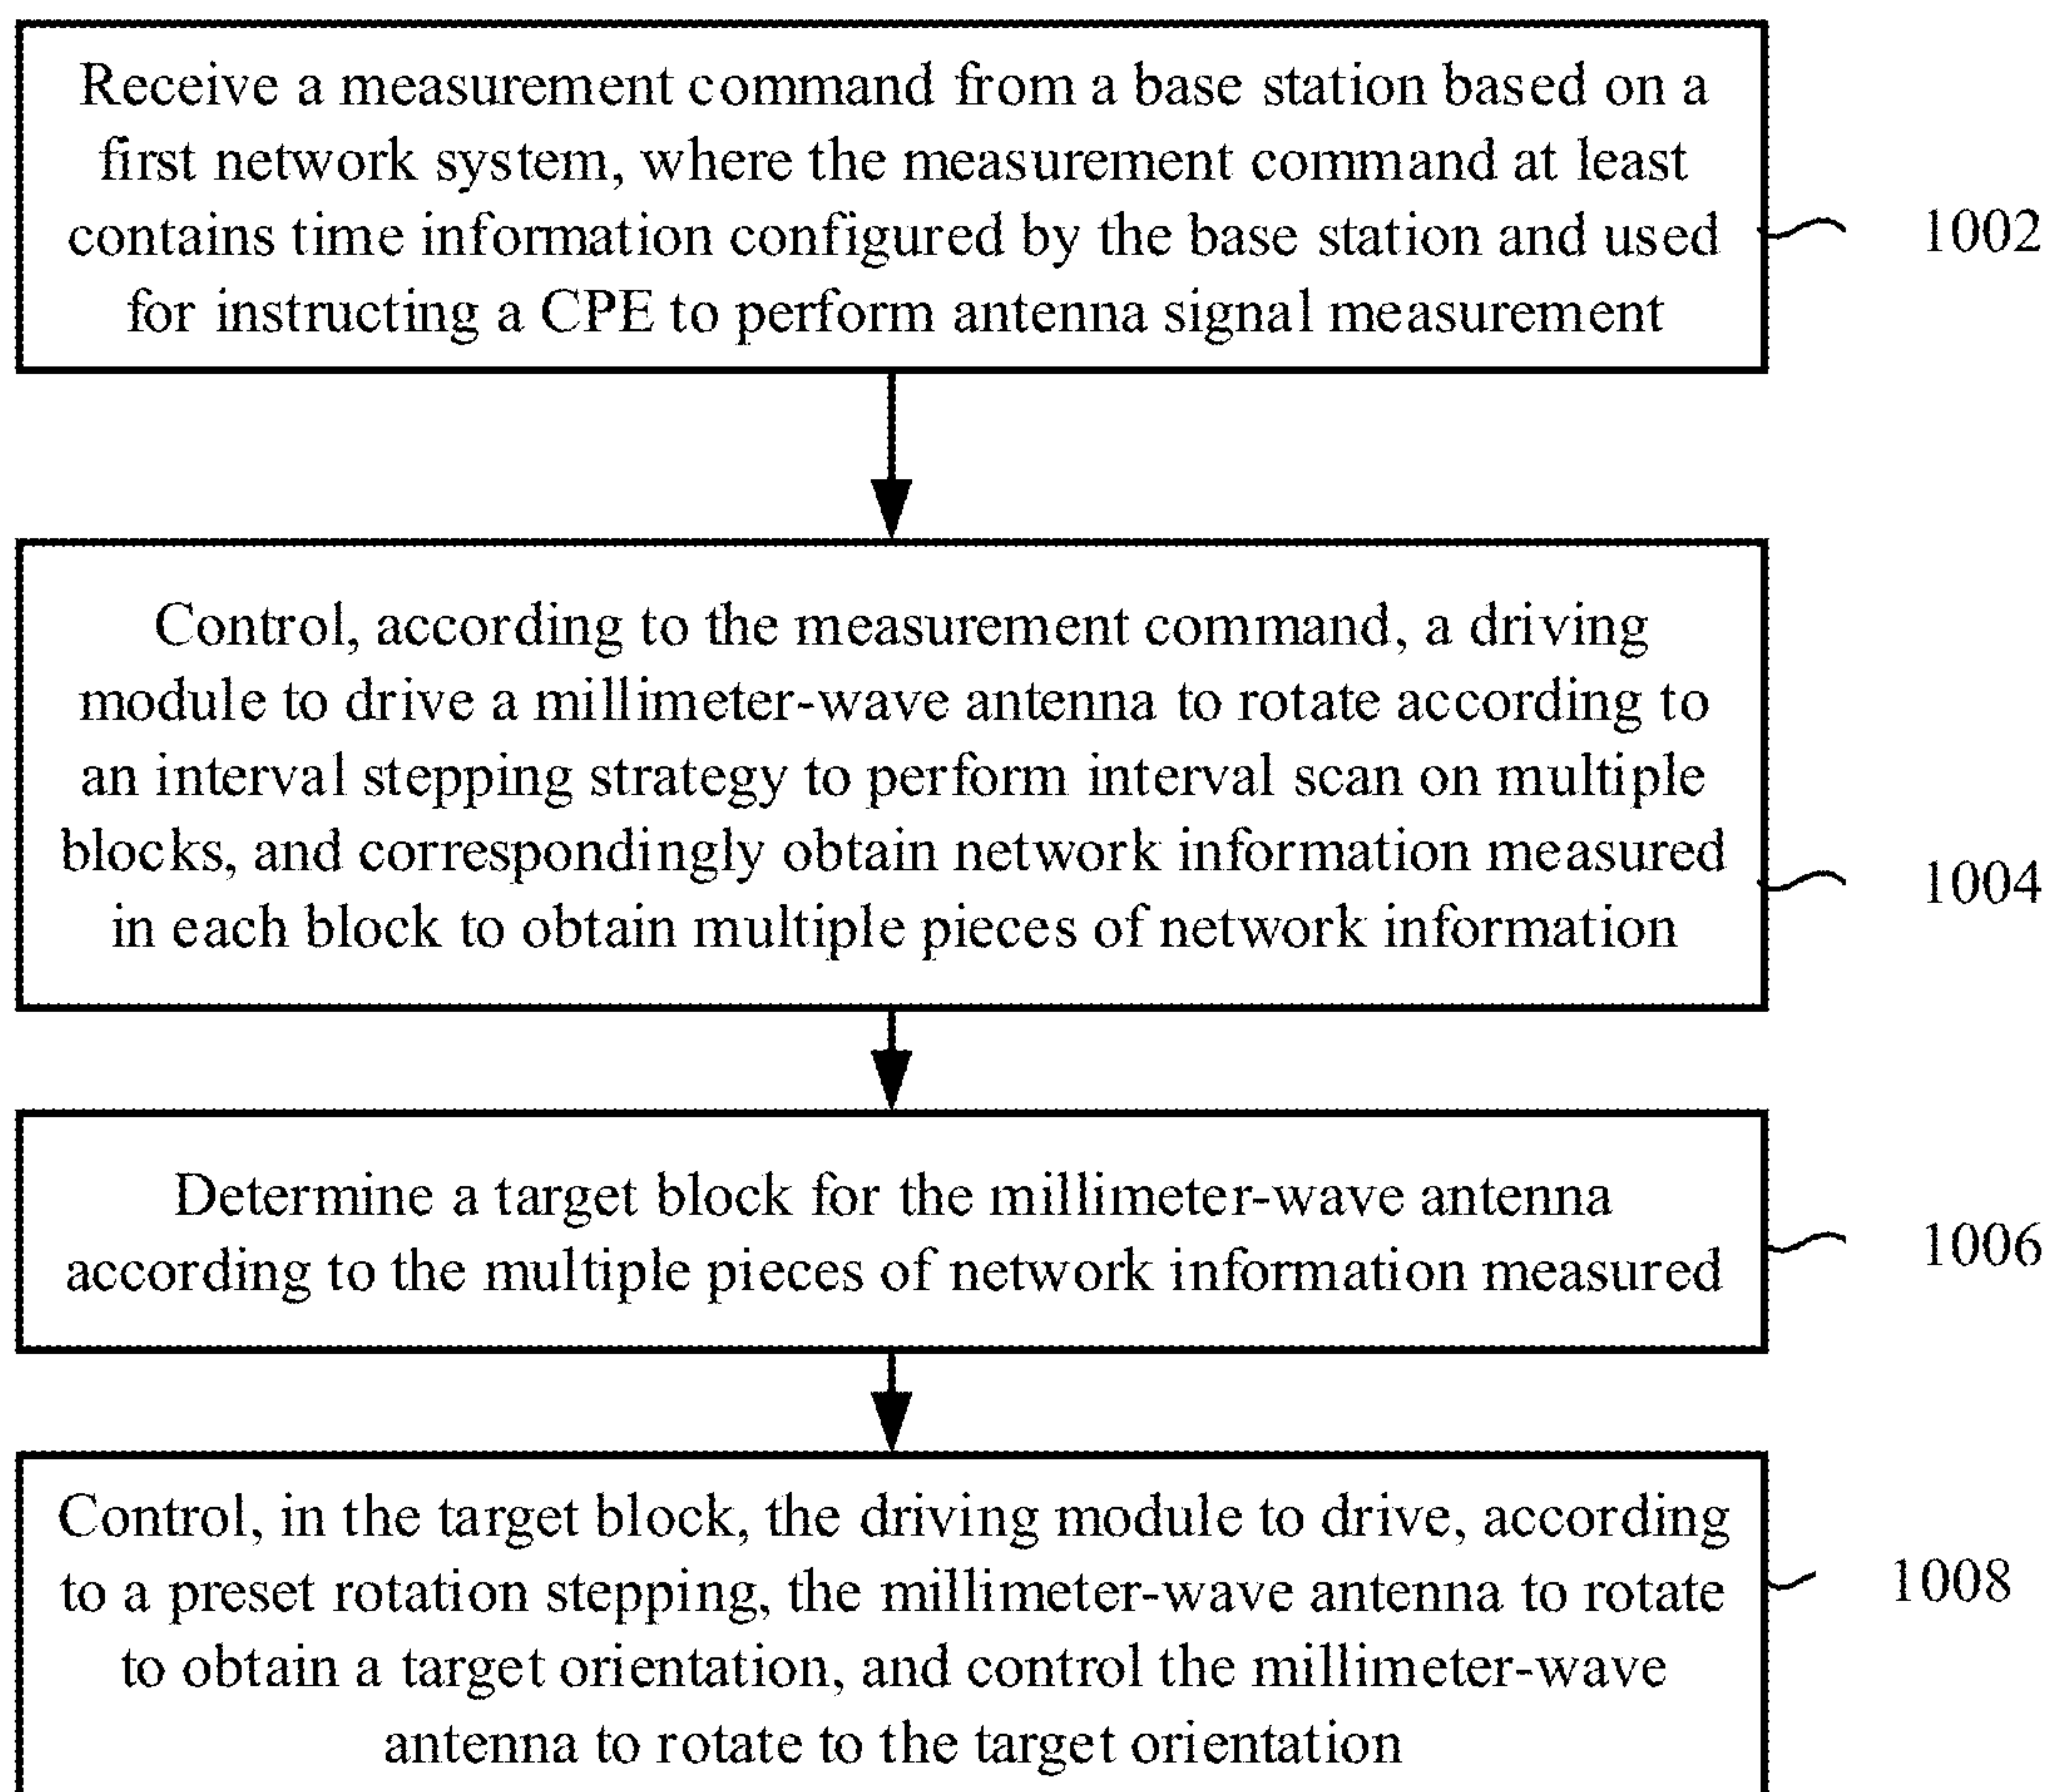 Receive a measurement command from a base station based on a
first network system, where the measurement command at least
contains time information configured by the base station and used
for instructing a CPE to perform antenna signal measurement
1002
Control, according to the measurement command, a driving
module to drive a millimeter-wave antenna to rotate according to
an interval stepping strategy to perform interval scan on multiple
blocks, and correspondingly obtain network information measured
in each block to obtain multiple pieces of network information
1004
Determine a target block for the millimeter-wave antenna
according to the multiple pieces of network information measured
1006
Control, in the target block, the driving module to drive, according
to a preset rotation stepping, the millimeter-wave antenna to rotate
to obtain a target orientation, and control the millimeter-wave
antenna to rotate to the target orientation
1008